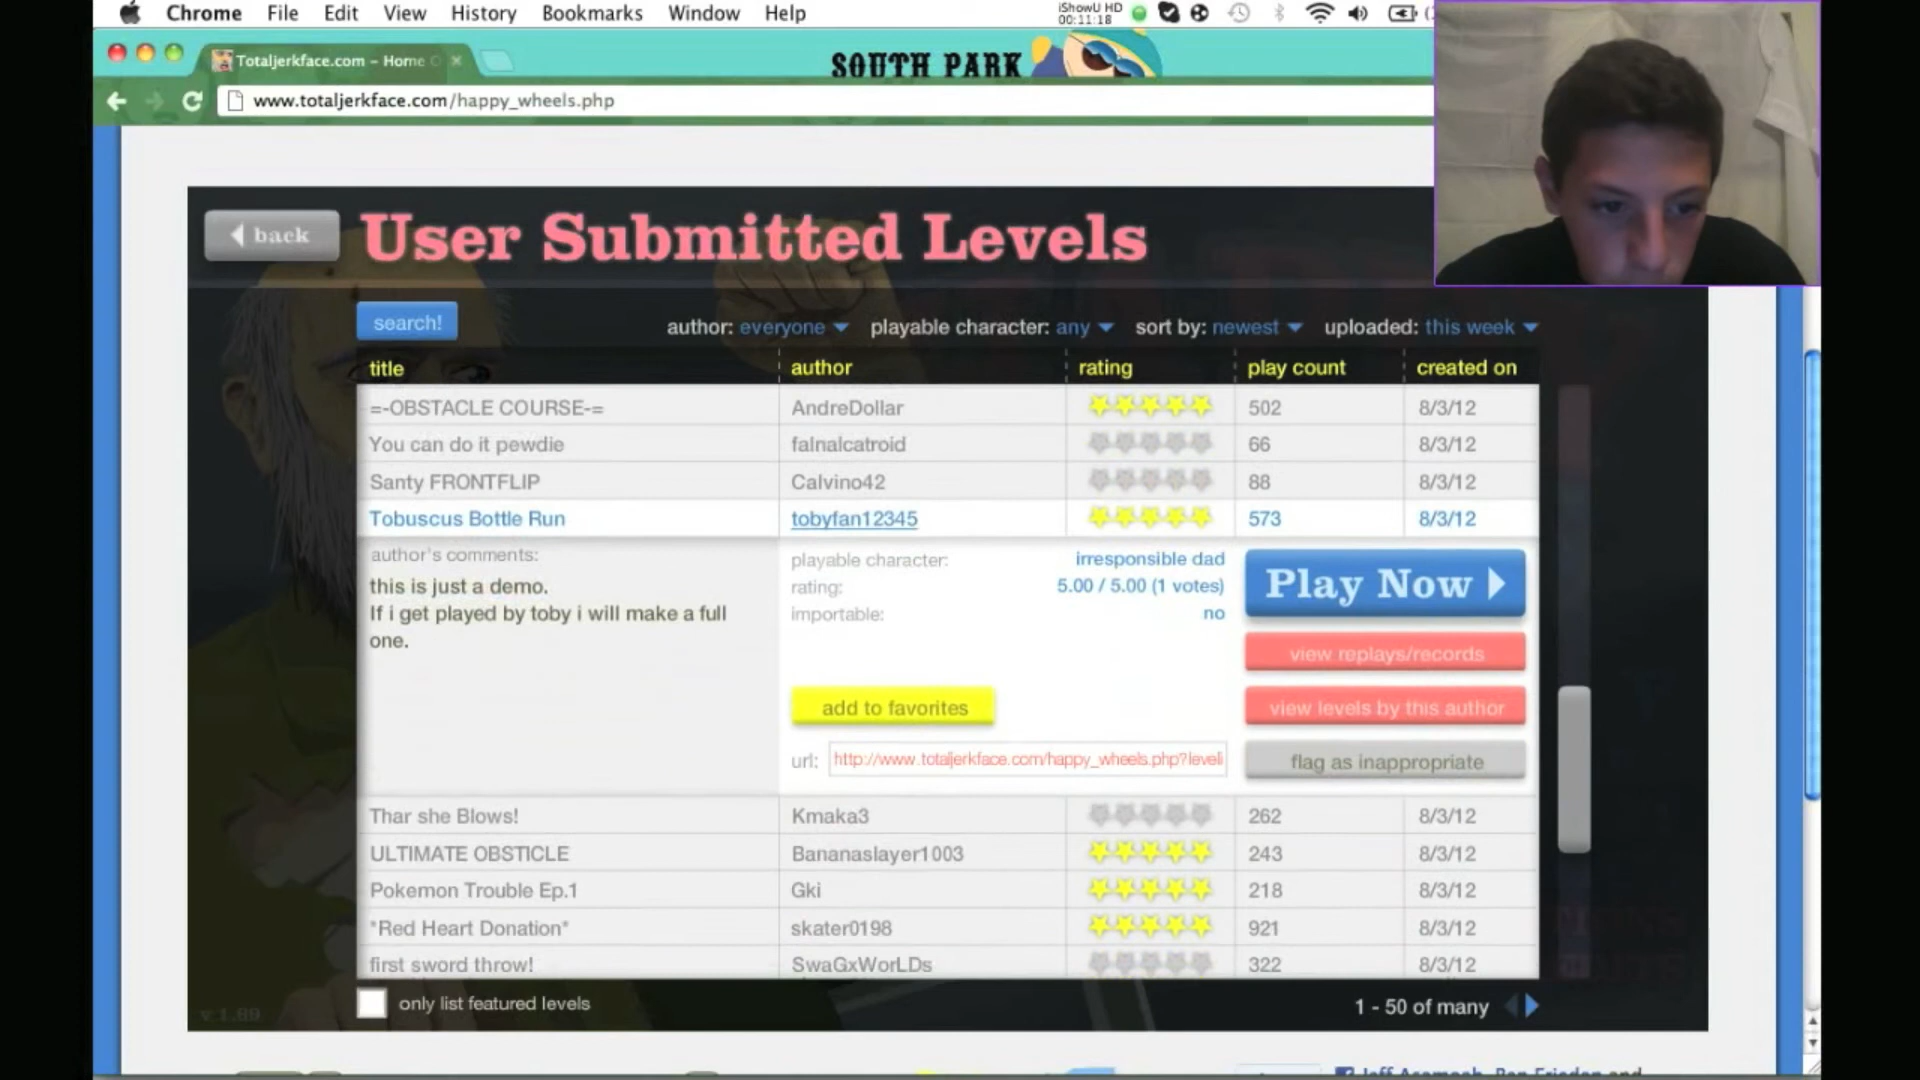 Chrome File Edit View History Bookmarks Window Help
iShowU HD
00:11:18
Totaljerkface.com – Home
SOUTH PARK
www.totaljerkface.com/happy_wheels.php
back
User Submitted Levels
search!
author: everyone playable character: any sort by: newest uploaded: this week
title author rating play count created on
=-OBSTACLE COURSE-= AndreDollar 502 8/3/12
You can do it pewdie falnalcatroid 66 8/3/12
Santy FRONTFLIP Calvino42 88 8/3/12
Tobuscus Bottle Run tobyfan12345 573 8/3/12
author's comments:
this is just a demo.
If i get played by toby i will make a full
one.
playable character: irresponsible dad
rating: 5.00 / 5.00 (1 votes)
importable: no
add to favorites
url: http://www.totaljerkface.com/happy_wheels.php?leveli
Play Now
view replays/records
view levels by this author
flag as inappropriate
Thar she Blows! Kmaka3 262 8/3/12
ULTIMATE OBSTICLE Bananaslayer1003 243 8/3/12
Pokemon Trouble Ep.1 Gki 218 8/3/12
*Red Heart Donation* skater0198 921 8/3/12
first sword throw! SwaGxWorLDs 322 8/3/12
only list featured levels
1 - 50 of many
v 1.69